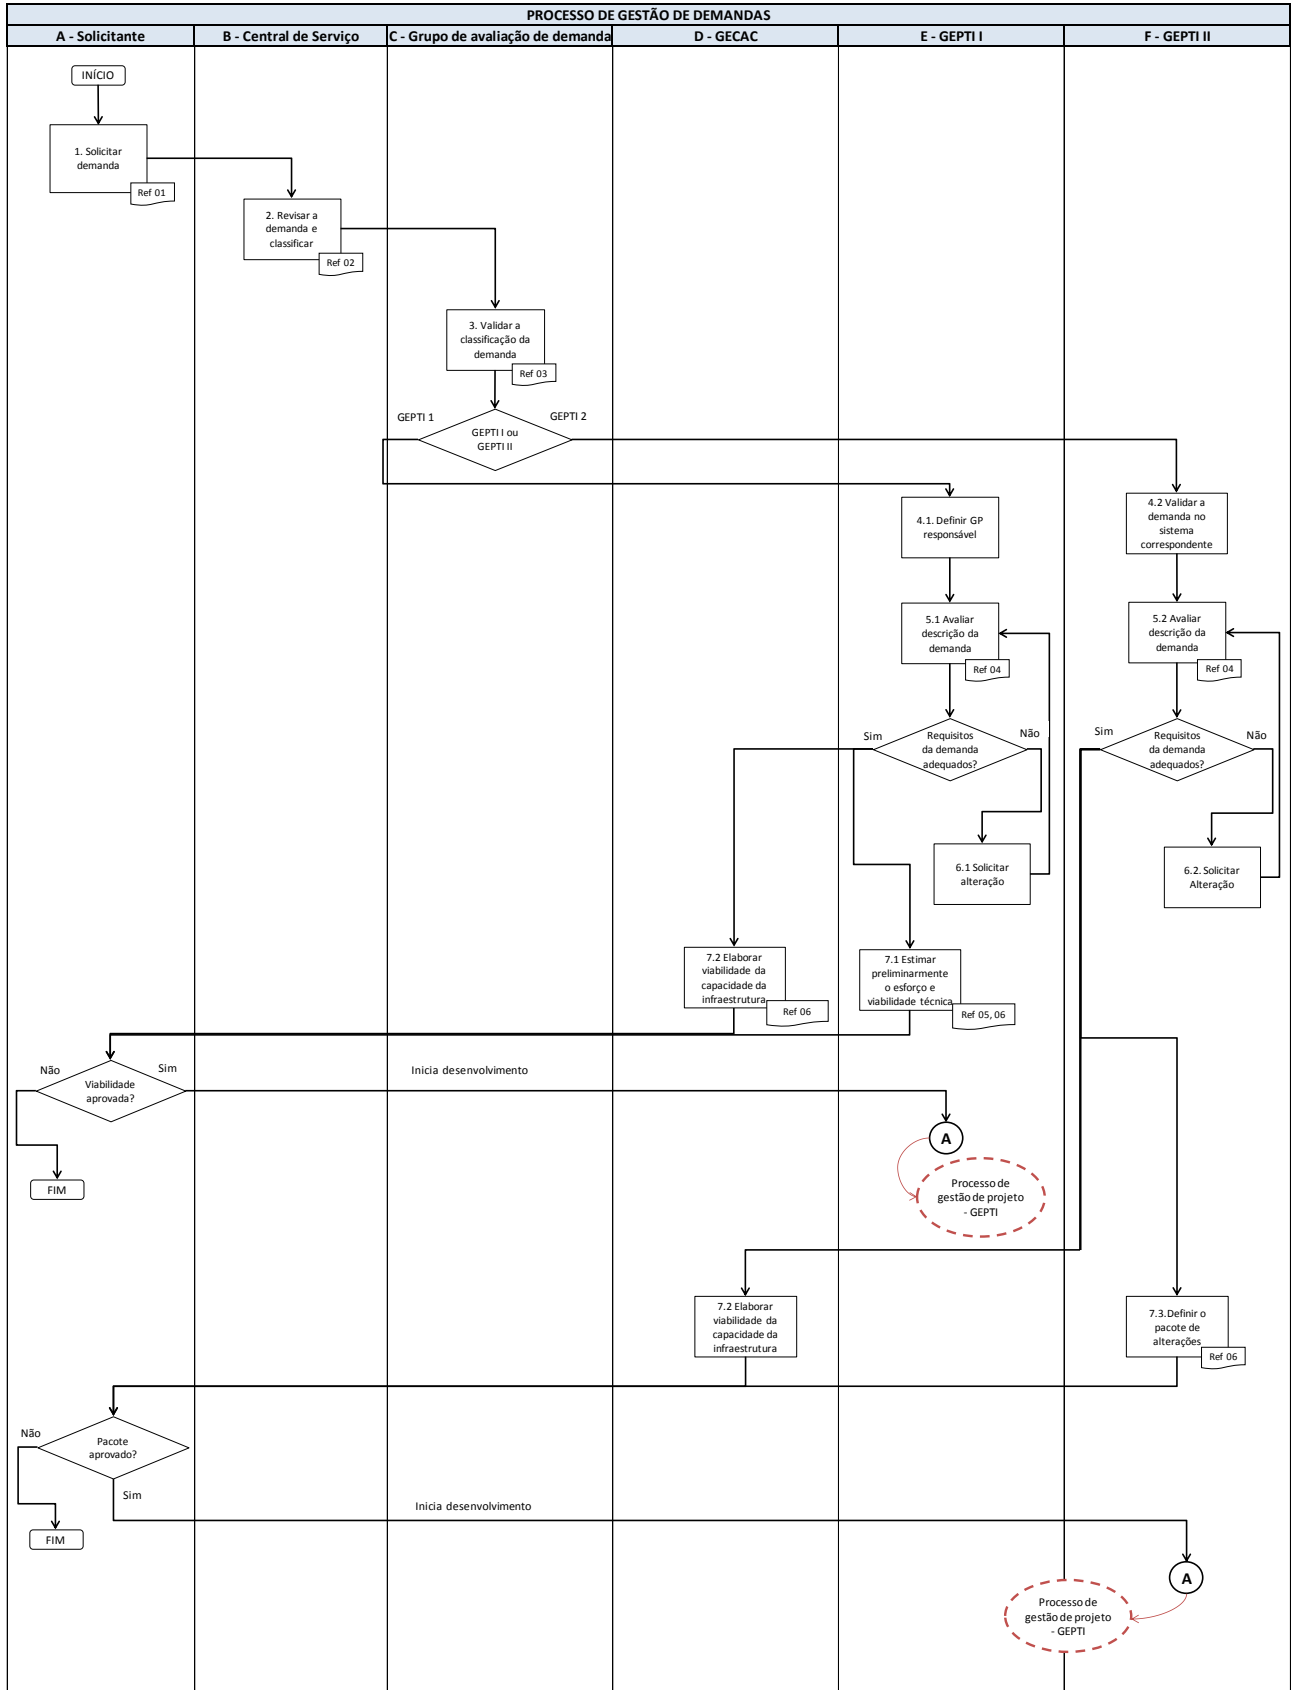 PROCESSO DE GESTÃO DE DEMANDAS
A - Solicitante
B - Central de Serviço
C - Grupo de avaliação de demanda
D - GECAC
E - GEPTI I
F - GEPTI II
INÍCIO
1. Solicitar
demanda
Ref 01
2. Revisar a
demanda e
classificar
Ref 02
3. Validar a
classificação da
demanda
Ref 03
GEPTI 1
GEPTI 2
GEPTI I ou
GEPTI II
4.1. Definir GP
responsável
4.2 Validar a
demanda no
sistema
correspondente
5.1 Avaliar
descrição da
demanda
Ref 04
5.2 Avaliar
descrição da
demanda
Ref 04
Sim
Requisitos
da demanda
adequados?
Não
Sim
Requisitos
da demanda
adequados?
Não
6.1 Solicitar
alteração
6.2. Solicitar
Alteração
7.2 Elaborar
viabilidade da
capacidade da
infraestrutura
Ref 06
7.1 Estimar
preliminarmente
o esforço e
viabilidade técnica
Ref 05, 06
Não
Sim
Viabilidade
aprovada?
Inicia desenvolvimento
A
FIM
Processo de
gestão de projeto
- GEPTI
7.2 Elaborar
viabilidade da
capacidade da
infraestrutura
7.3.Definir o
pacote de
alterações
Ref 06
Não
Pacote
aprovado?
Sim
Inicia desenvolvimento
FIM
A
Processo de
gestão de projeto
- GEPTI